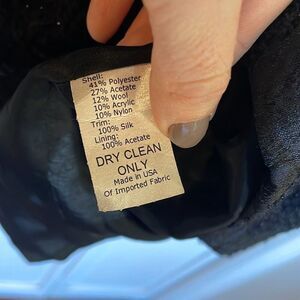 Shell:
41% Polyester
27% Acetate
12% Wool
10% Acrylic
10% Nylon
Trim:
100% Silk
Lining:
100% Acetate
DRY CLEAN
ONLY
Made in USA
Of Imported Fabric